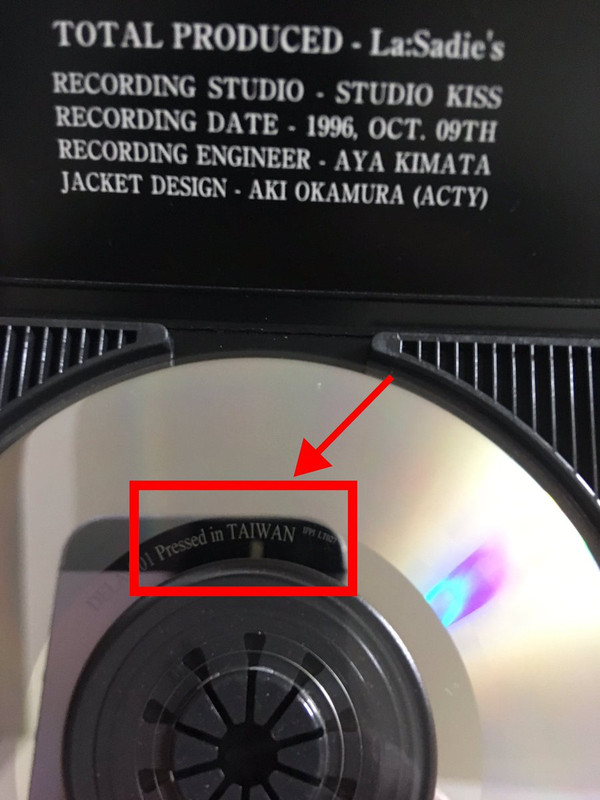 TOTAL PRODUCED - La:Sadie's
RECORDING STUDIO - STUDIO KISS
RECORDING DATE - 1996, OCT. 09TH
RECORDING ENGINEER - AYA KIMATA
JACKET DESIGN - AKI OKAMURA (ACTY)
Pressed in TAIWAN